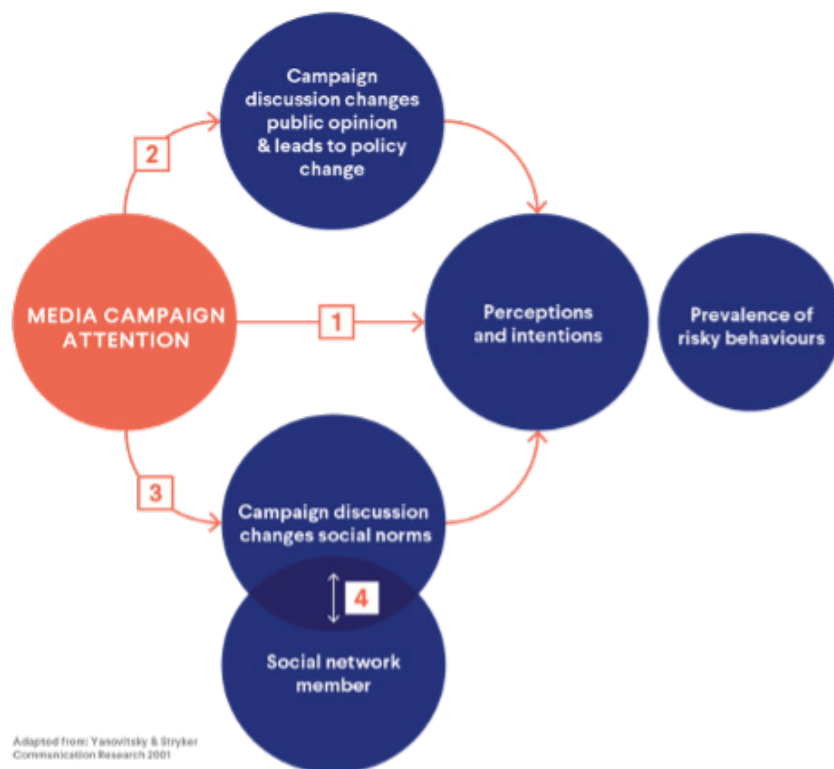 Campaign
discussion changes
public opinion
& leads to policy
change
2
MEDIA CAMPAIGN
ATTENTION
1
Perceptions
and intentions
Prevalence of
risky behaviours
3
Campaign discussion
changes social norms
4
Social network
member
Adapted from: Yanovitsky & Stryker
Communication Research 2001